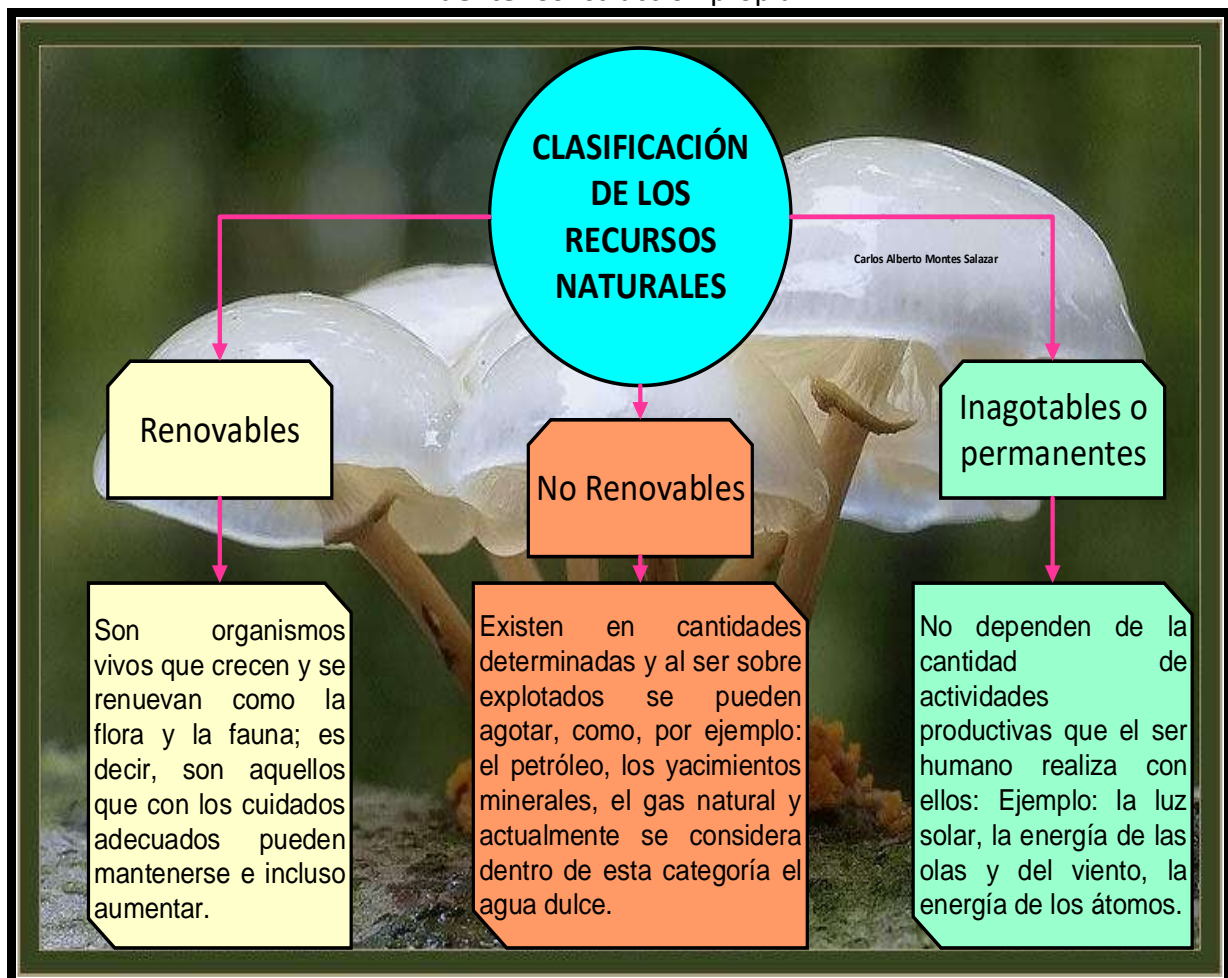 CLASIFICACIÓN
DE LOS
RECURSOS
NATURALES
Carlos Alberto Montes Salazar
Renovables
Son organismos
vivos que crecen y se
renuevan como la
flora y la fauna; es
decir, son aquellos
que con los cuidados
adecuados pueden
mantenerse e incluso
aumentar.
No Renovables
Existen en cantidades
determinadas y al ser sobre
explotados se pueden
agotar, como, por ejemplo:
el petróleo, los yacimientos
minerales, el gas natural y
actualmente se considera
dentro de esta categoría el
agua dulce.
Inagotables o
permanentes
No dependen de la
cantidad de
actividades
productivas que el ser
humano realiza con
ellos: Ejemplo: la luz
solar, la energía de las
olas y del viento, la
energía de los átomos.